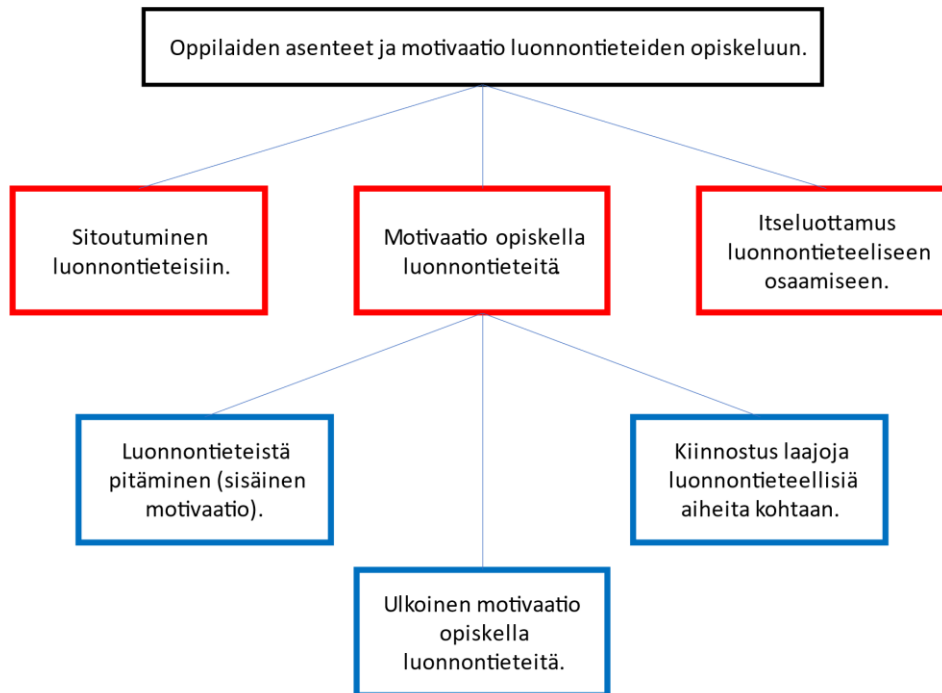 Oppilaiden asenteet ja motivaatio luonnontieteiden opiskeluun.
Sitoutuminen
luonnontieteisiin.
Motivaatio opiskella
luonnontieteitä.
Itseluottamus
luonnontieteeliseen
osaamiseen.
Luonnontieteistä
pitäminen (sisäinen
motivaatio).
Kiinnostus laajoja
luonnontieteellisiä
aiheita kohtaan.
Ulkoinen motivaatio
opiskella
luonnontieteitä.